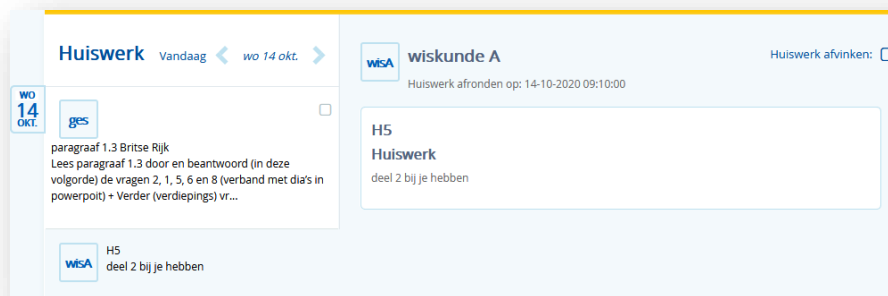 Huiswerk Vandaag wo 14 okt.
WO
14
OKT.
ges
paragraaf 1.3 Britse Rijk
Lees paragraaf 1.3 door en beantwoord (in deze
volgorde) de vragen 2, 1, 5, 6 en 8 (verband met dia's in
powerpoit) + Verder (verdiepings) vr...
wisA
H5
deel 2 bij je hebben
wisA
wiskunde A
Huiswerk afvinken:
Huiswerk afronden op: 14-10-2020 09:10:00
H5
Huiswerk
deel 2 bij je hebben